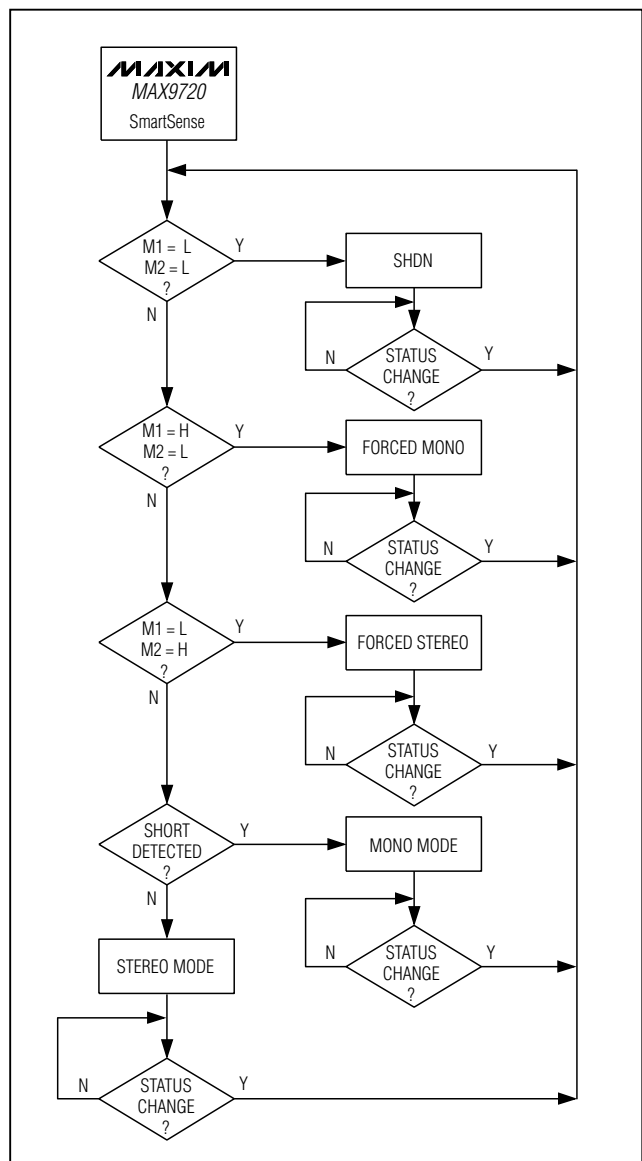 MAXIM
MAX9720
SmartSense
M1 = L
M2 = L
?
Y
N
SHDN
STATUS
CHANGE
?
N
Y
M1 = H
M2 = L
?
Y
N
FORCED MONO
STATUS
CHANGE
?
N
Y
M1 = L
M2 = H
?
Y
N
FORCED STEREO
STATUS
CHANGE
?
N
Y
SHORT
DETECTED
?
Y
N
MONO MODE
STATUS
CHANGE
?
N
Y
STEREO MODE
STATUS
CHANGE
?
N
Y